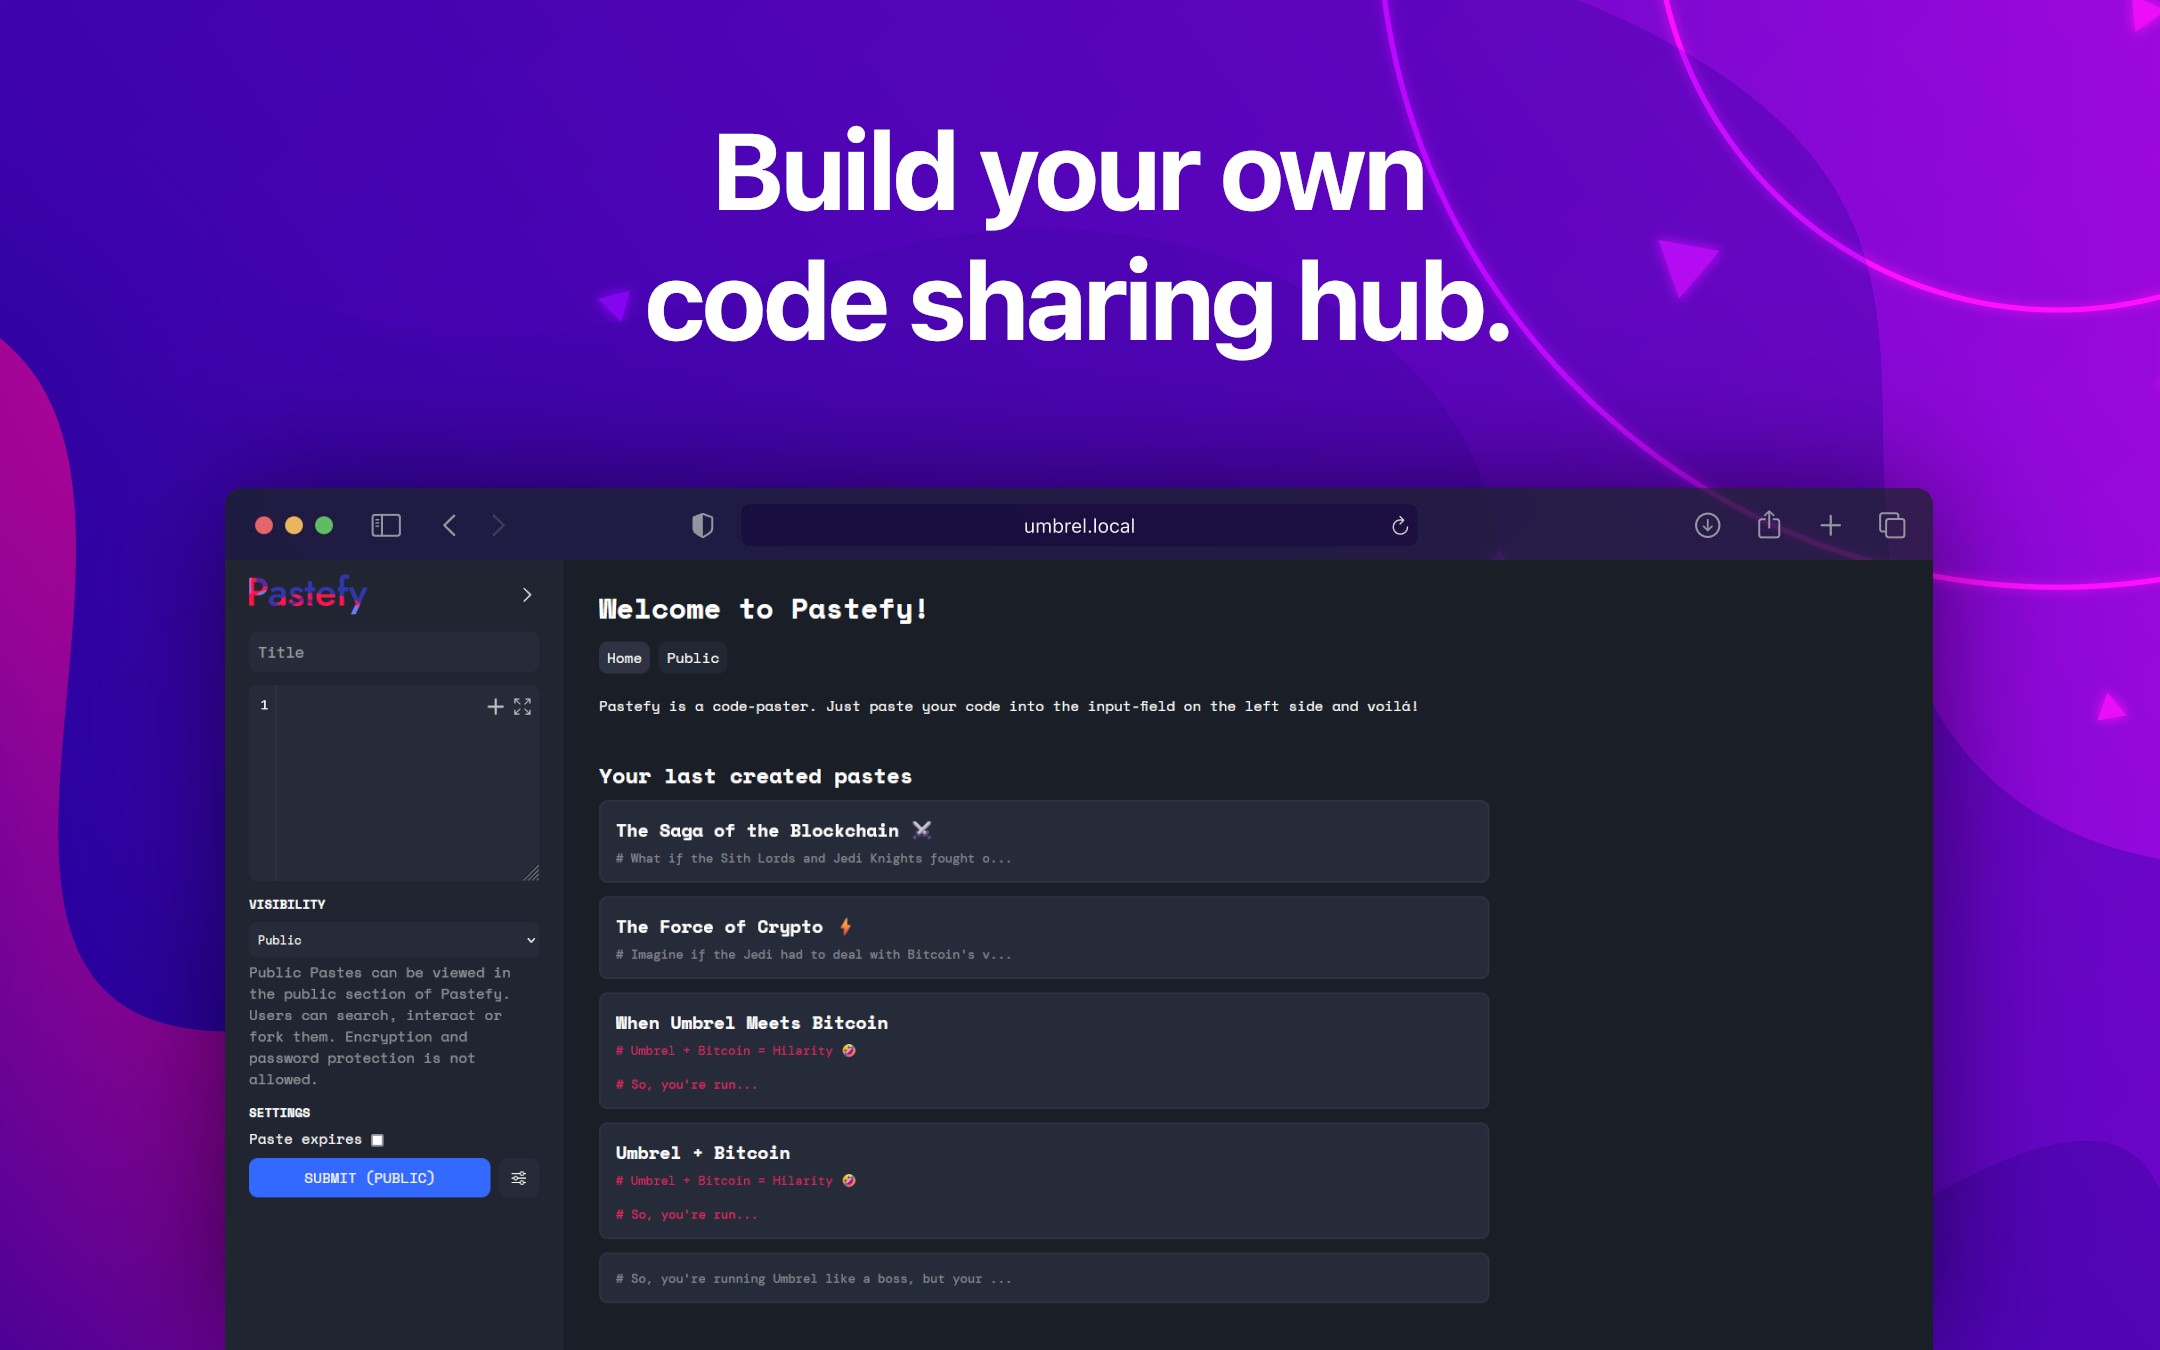 Build your own
code sharing hub.
umbrel.local
Pastefy
Title
1
VISIBILITY
Public
Public Pastes can be viewed in
the public section of Pastefy.
Users can search, interact or
fork them. Encryption and
password protection is not
allowed.
SETTINGS
Paste expires
SUBMIT (PUBLIC)
Welcome to Pastefy!
Home Public
Pastefy is a code-paster. Just paste your code into the input-field on the left side and voilá!
Your last created pastes
The Saga of the Blockchain ⚔️
# What if the Sith Lords and Jedi Knights fought o...
The Force of Crypto ⚡
# Imagine if the Jedi had to deal with Bitcoin's v...
When Umbrel Meets Bitcoin
# Umbrel + Bitcoin = Hilarity 🤣
# So, you're run...
Umbrel + Bitcoin
# Umbrel + Bitcoin = Hilarity 🤣
# So, you're run...
# So, you're running Umbrel like a boss, but your ...